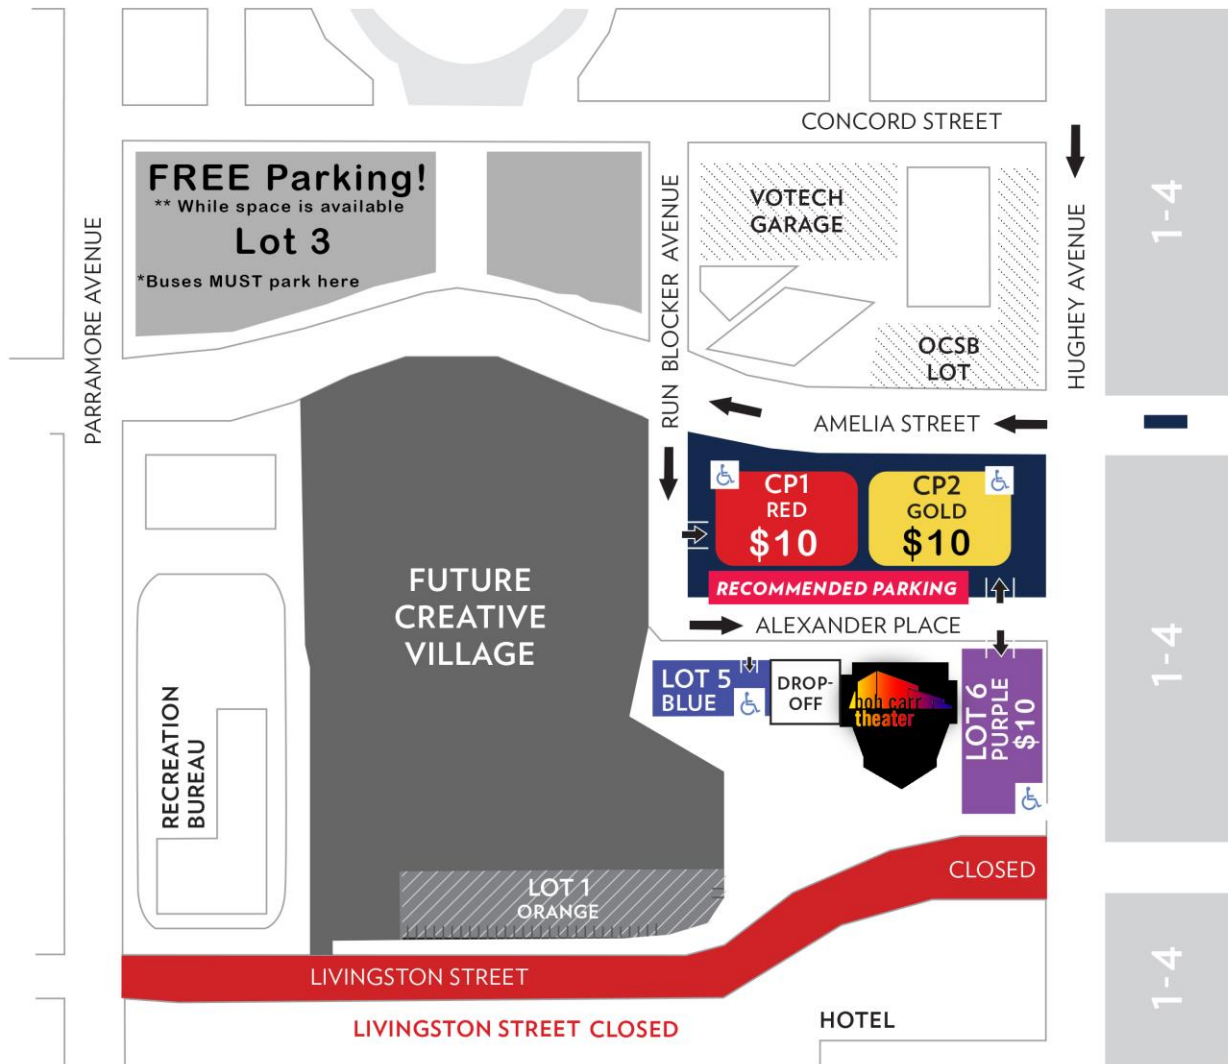 CONCORD STREET
FREE Parking!
** While space is available
Lot 3
*Buses MUST park here
PARRAMORE AVENUE
RUN BLOCKER AVENUE
VOTECH
GARAGE
OCSB
LOT
HUGHEY AVENUE
1-4
AMELIA STREET
CP1
RED
$10
CP2
GOLD
$10
RECOMMENDED PARKING
ALEXANDER PLACE
FUTURE
CREATIVE
VILLAGE
LOT 5
BLUE
DROP-
OFF
bob carr
theater
LOT 6
PURPLE
$10
1-4
RECREATION
BUREAU
LOT 1
ORANGE
CLOSED
LIVINGSTON STREET
LIVINGSTON STREET CLOSED
HOTEL
1-4